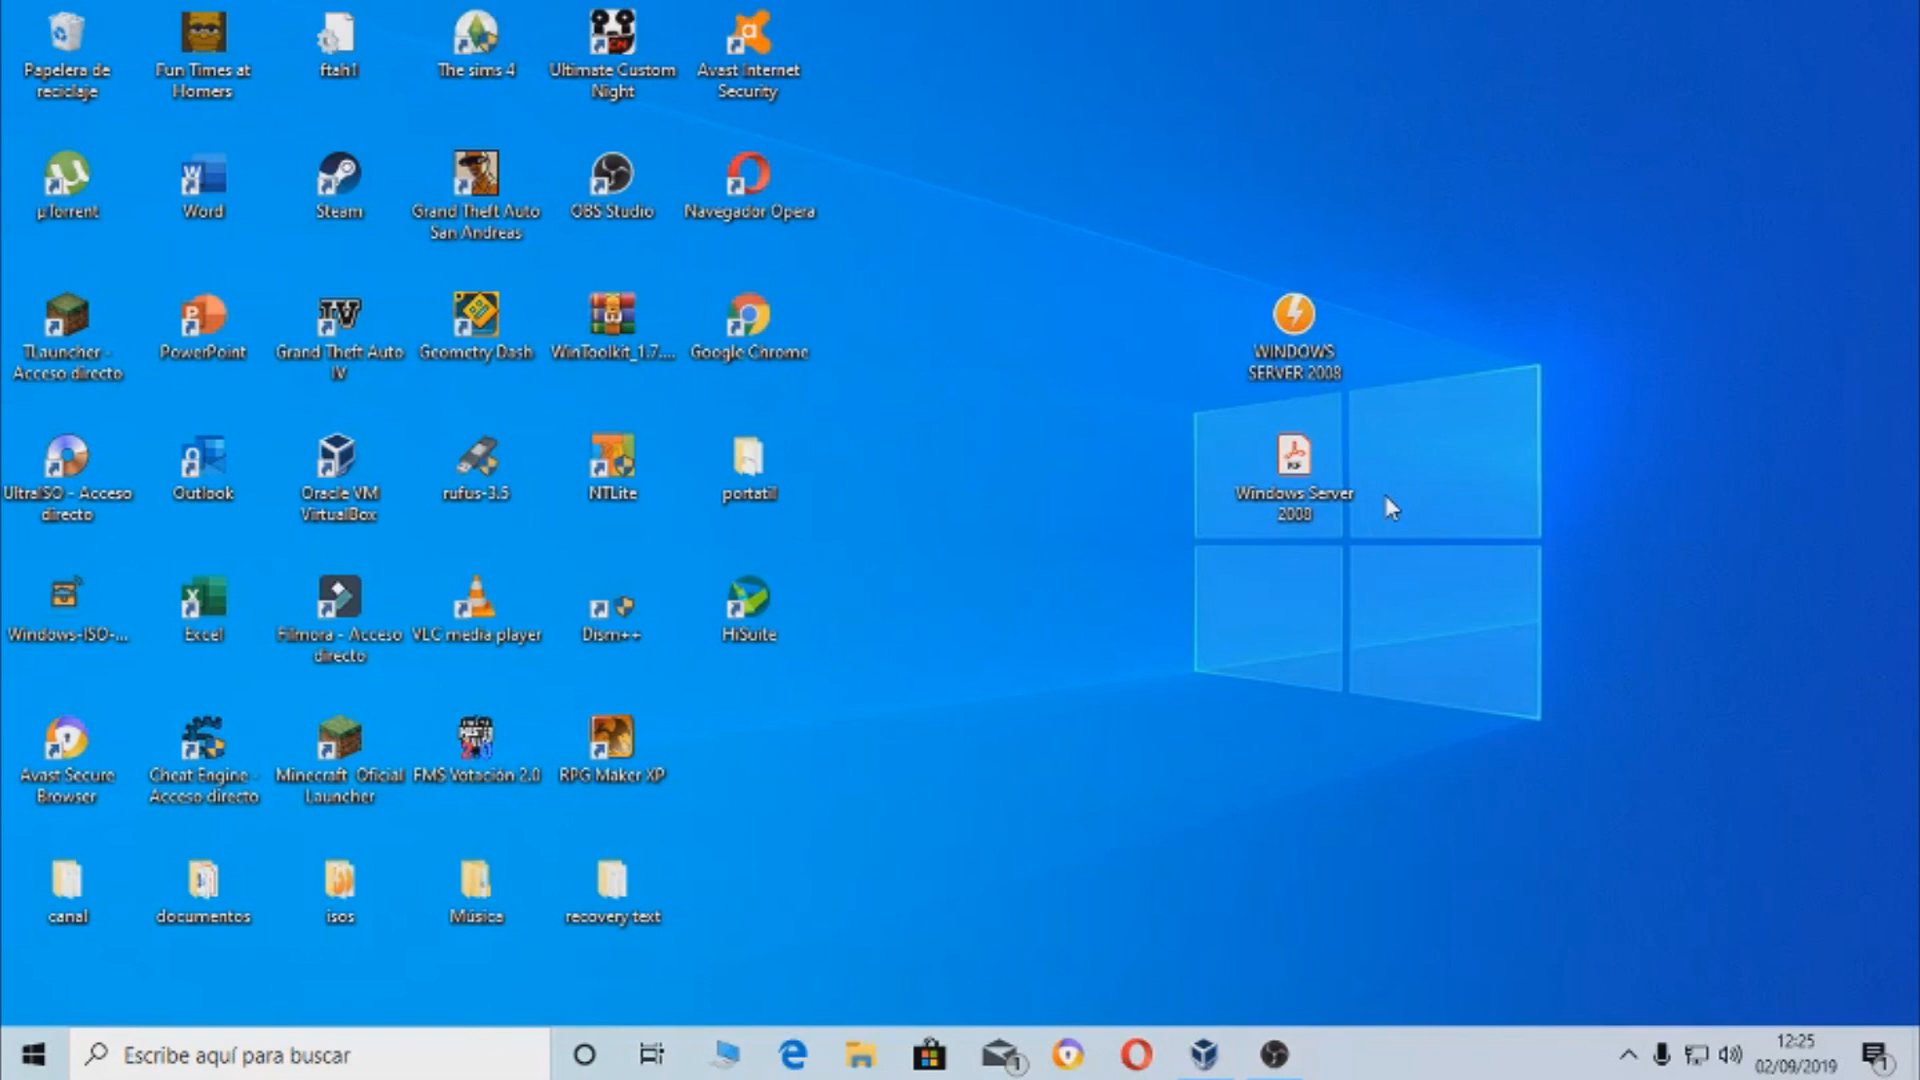 Papelera de
reciclaje
Fun Times at
Homers
ftah1
The sims 4
Ultimate Custom
Night
Avast Internet
Security
µTorrent
Word
Steam
Grand Theft Auto
San Andreas
OBS Studio
Navegador Opera
TLauncher -
Acceso directo
PowerPoint
Grand Theft Auto
IV
Geometry Dash
WinToolkit_1.7....
Google Chrome
WINDOWS
SERVER 2008
UltraISO - Acceso
directo
Outlook
Oracle VM
VirtualBox
rufus-3.5
NTLite
portatil
PDF
Windows Server
2008
Windows-ISO-...
Excel
Filmora - Acceso
directo
VLC media player
Dism++
HiSuite
Avast Secure
Browser
Cheat Engine -
Acceso directo
Minecraft Oficial
Launcher
FMS Votación 2.0
RPG Maker XP
canal
documentos
isos
Música
recovery text
Escribe aquí para buscar
1
12:25
02/09/2019
1